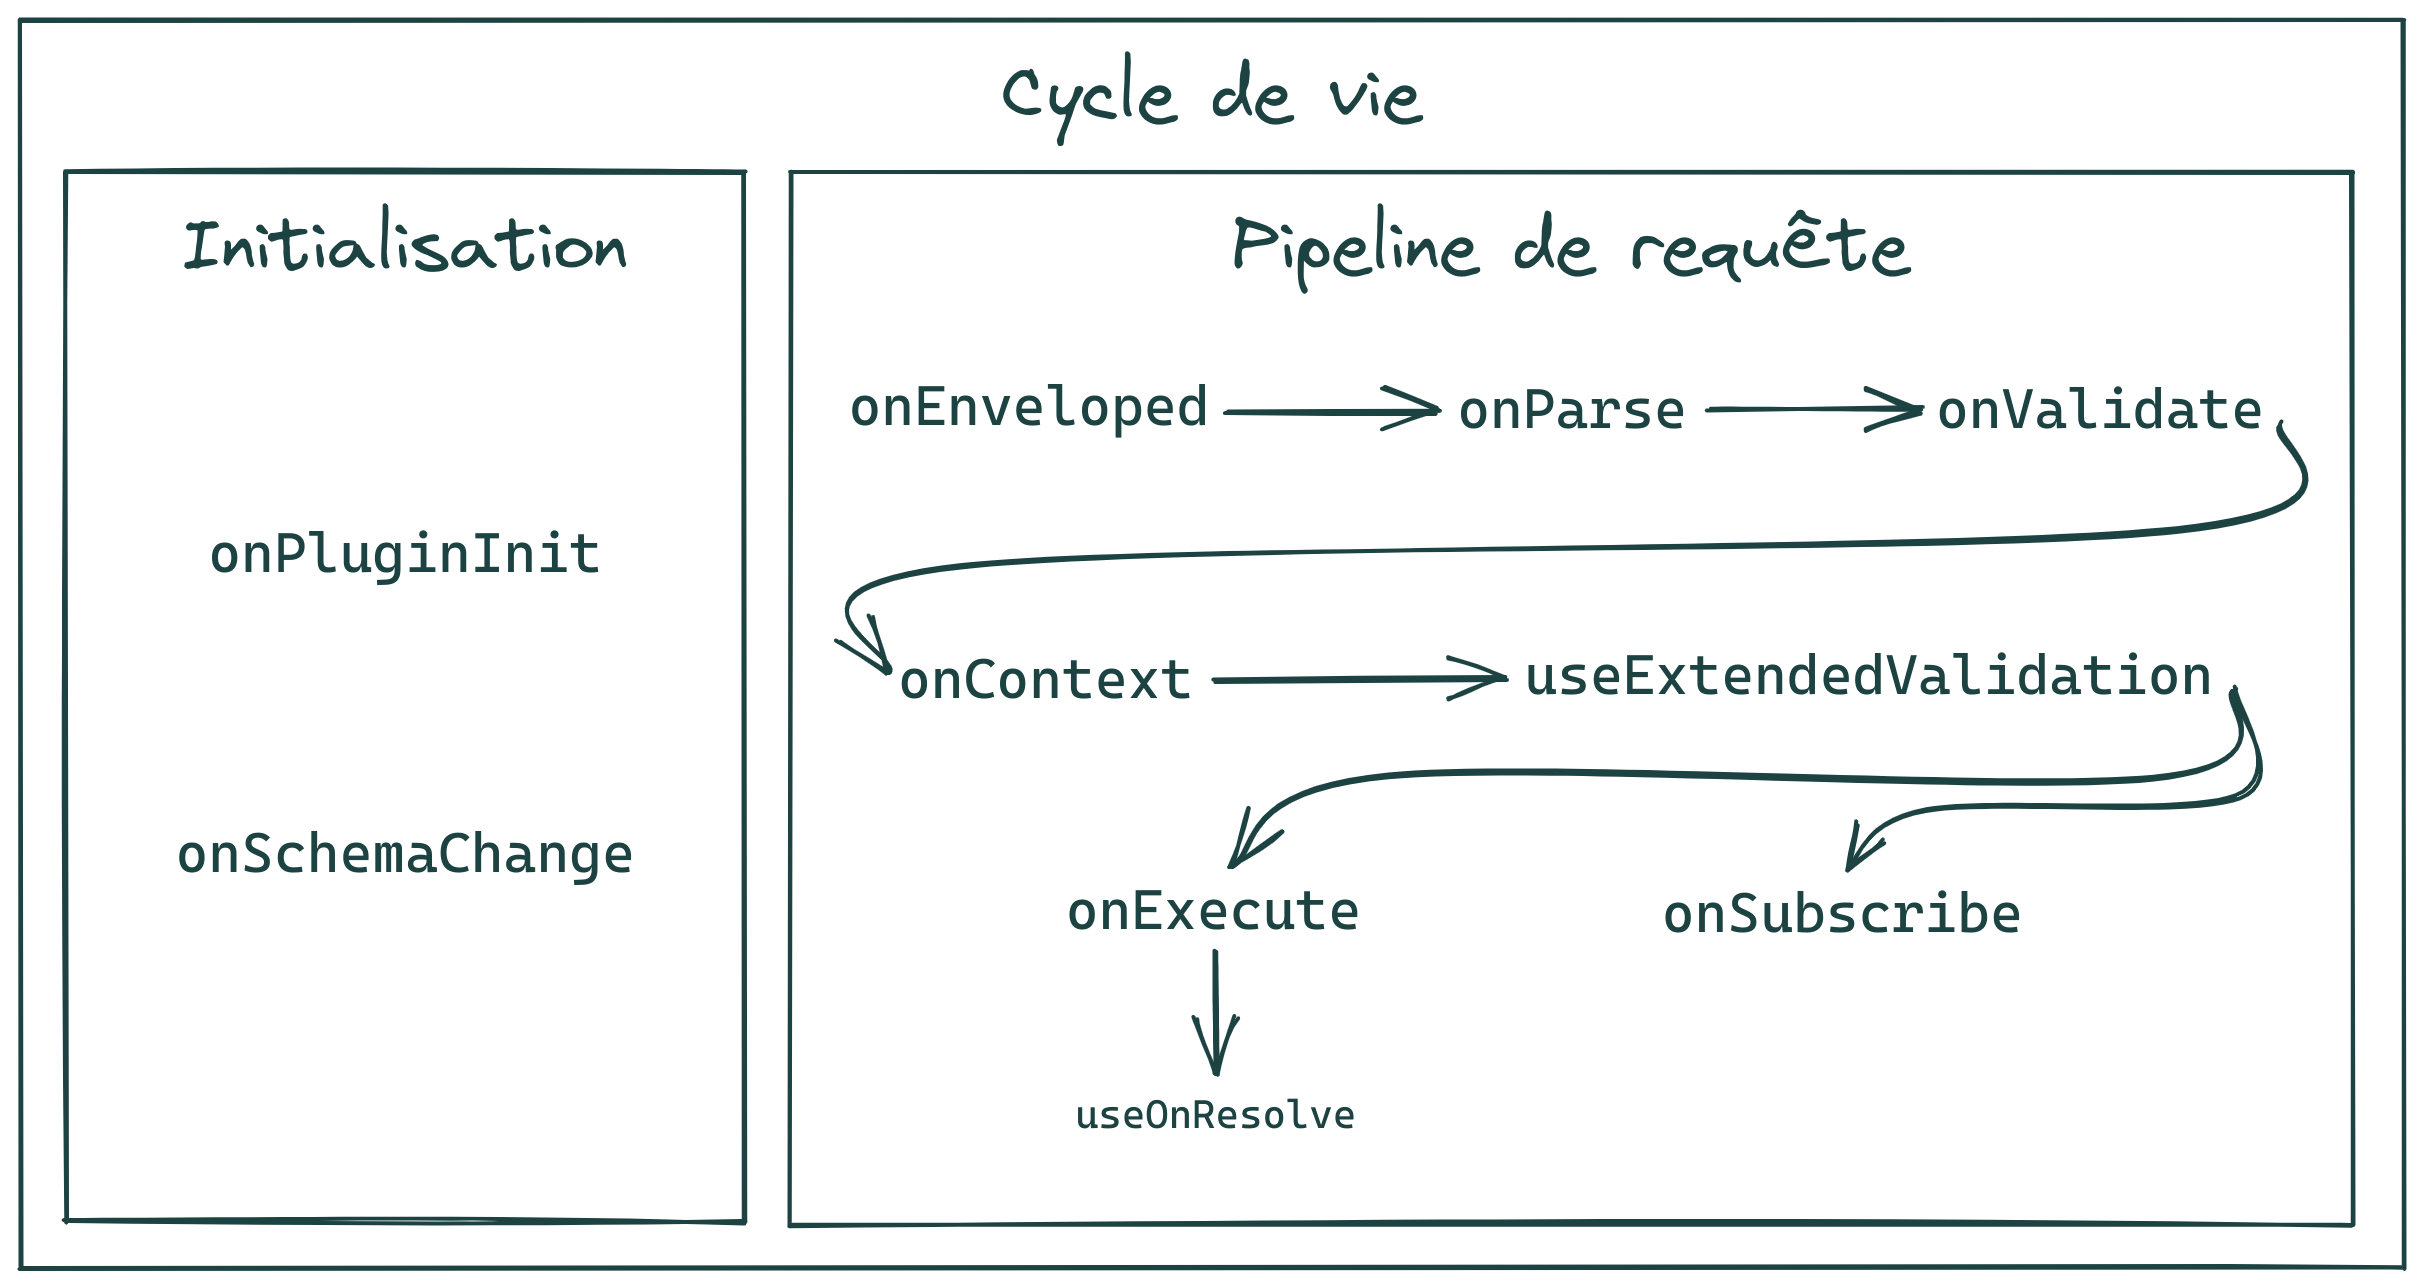 Cycle de vie
Initialisation
onPluginInit
onSchemaChange
Pipeline de requête
onEnveloped
onParse
onValidate
onContext
useExtendedValidation
onExecute
onSubscribe
useOnResolve